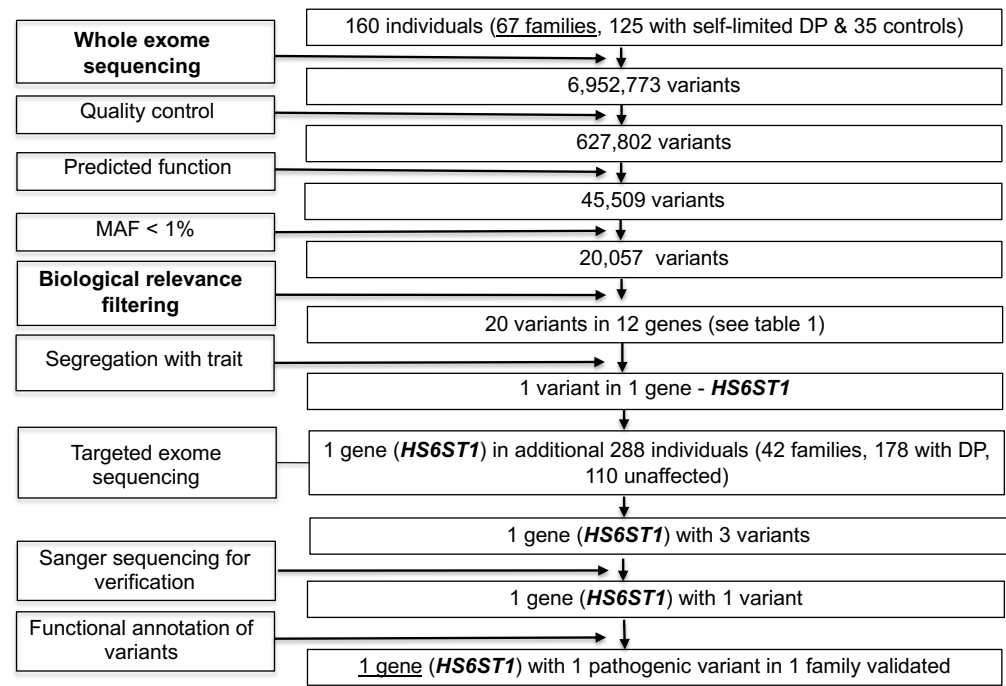 160 individuals (67 families, 125 with self-limited DP & 35 controls)
Whole exome
sequencing
6,952,773 variants
Quality control
627,802 variants
Predicted function
45,509 variants
MAF < 1%
20,057 variants
Biological relevance
filtering
20 variants in 12 genes (see table 1)
Segregation with trait
1 variant in 1 gene - HS6ST1
Targeted exome
sequencing
1 gene (HS6ST1) in additional 288 individuals (42 families, 178 with DP,
110 unaffected)
1 gene (HS6ST1) with 3 variants
Sanger sequencing for
verification
1 gene (HS6ST1) with 1 variant
Functional annotation of
variants
1 gene (HS6ST1) with 1 pathogenic variant in 1 family validated